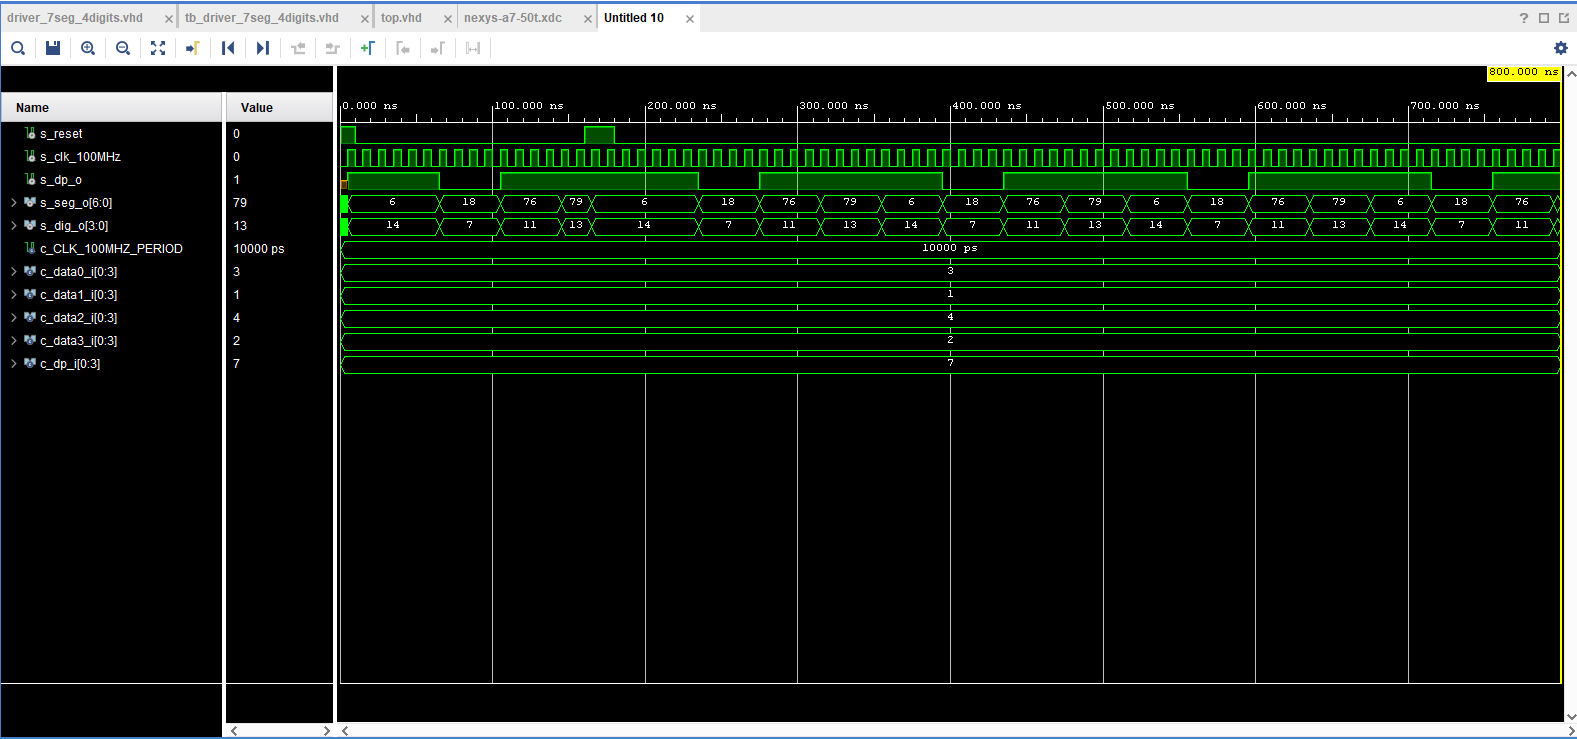 driver_7seg_4digits.vhd × tb_driver_7seg_4digits.vhd × top.vhd × nexys-a7-50t.xdc × Untitled 10 ×
800.000 ns
Name Value 0.000 ns 100.000 ns 200.000 ns 300.000 ns 400.000 ns 500.000 ns 600.000 ns 700.000 ns
s_reset 0
s_clk_100MHz 0
s_dp_o 1
s_seg_o[6:0] 79 6 18 76 79 6 18 76 79 6 18 76 79 6 18 76 79 6 18 76
s_dig_o[3:0] 13 14 7 11 13 14 7 11 13 14 7 11 13 14 7 11 13 14 7 11
c_CLK_100MHZ_PERIOD 10000 ps 10000 ps
c_data0_i[0:3] 3 3
c_data1_i[0:3] 1 1
c_data2_i[0:3] 4 4
c_data3_i[0:3] 2 2
c_dp_i[0:3] 7 7